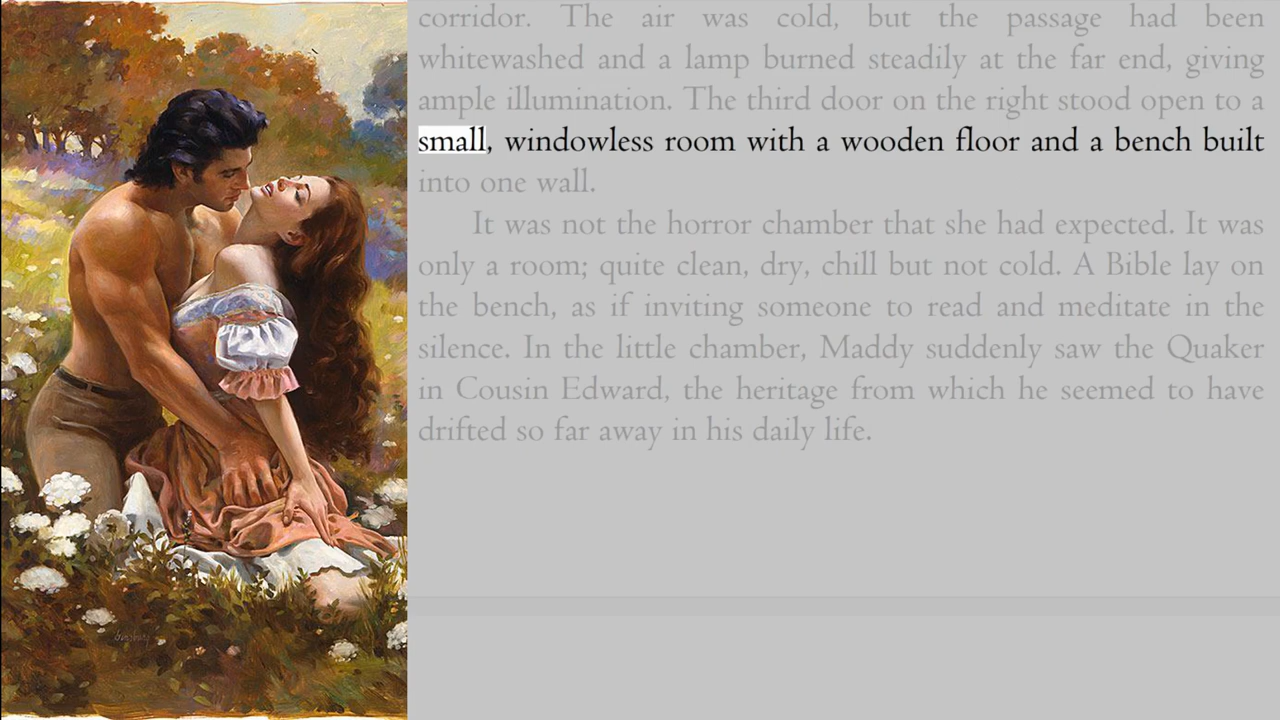 corridor. The air was cold, but the passage had been
whitewashed and a lamp burned steadily at the far end, giving
ample illumination. The third door on the right stood open to a
small, windowless room with a wooden floor and a bench built
into one wall.
It was not the horror chamber that she had expected. It was
only a room; quite clean, dry, chill but not cold. A Bible lay on
the bench, as if inviting someone to read and meditate in the
silence. In the little chamber, Maddy suddenly saw the Quaker
in Cousin Edward, the heritage from which he seemed to have
drifted so far away in his daily life.